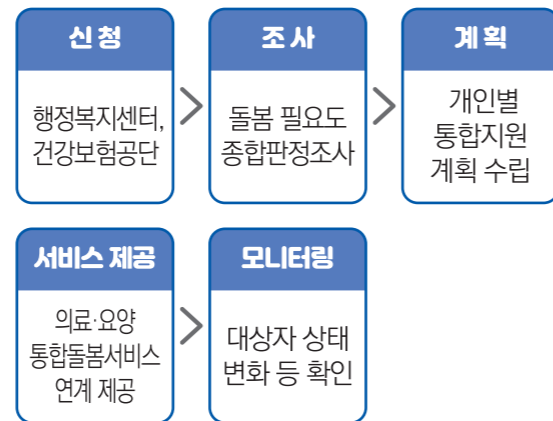 신청
행정복지센터,
건강보험공단
조사
돌봄 필요도
종합판정조사
계획
개인별
통합지원
계획 수립
서비스 제공
의료·요양
통합돌봄서비스
연계 제공
모니터링
대상자 상태
변화 등 확인